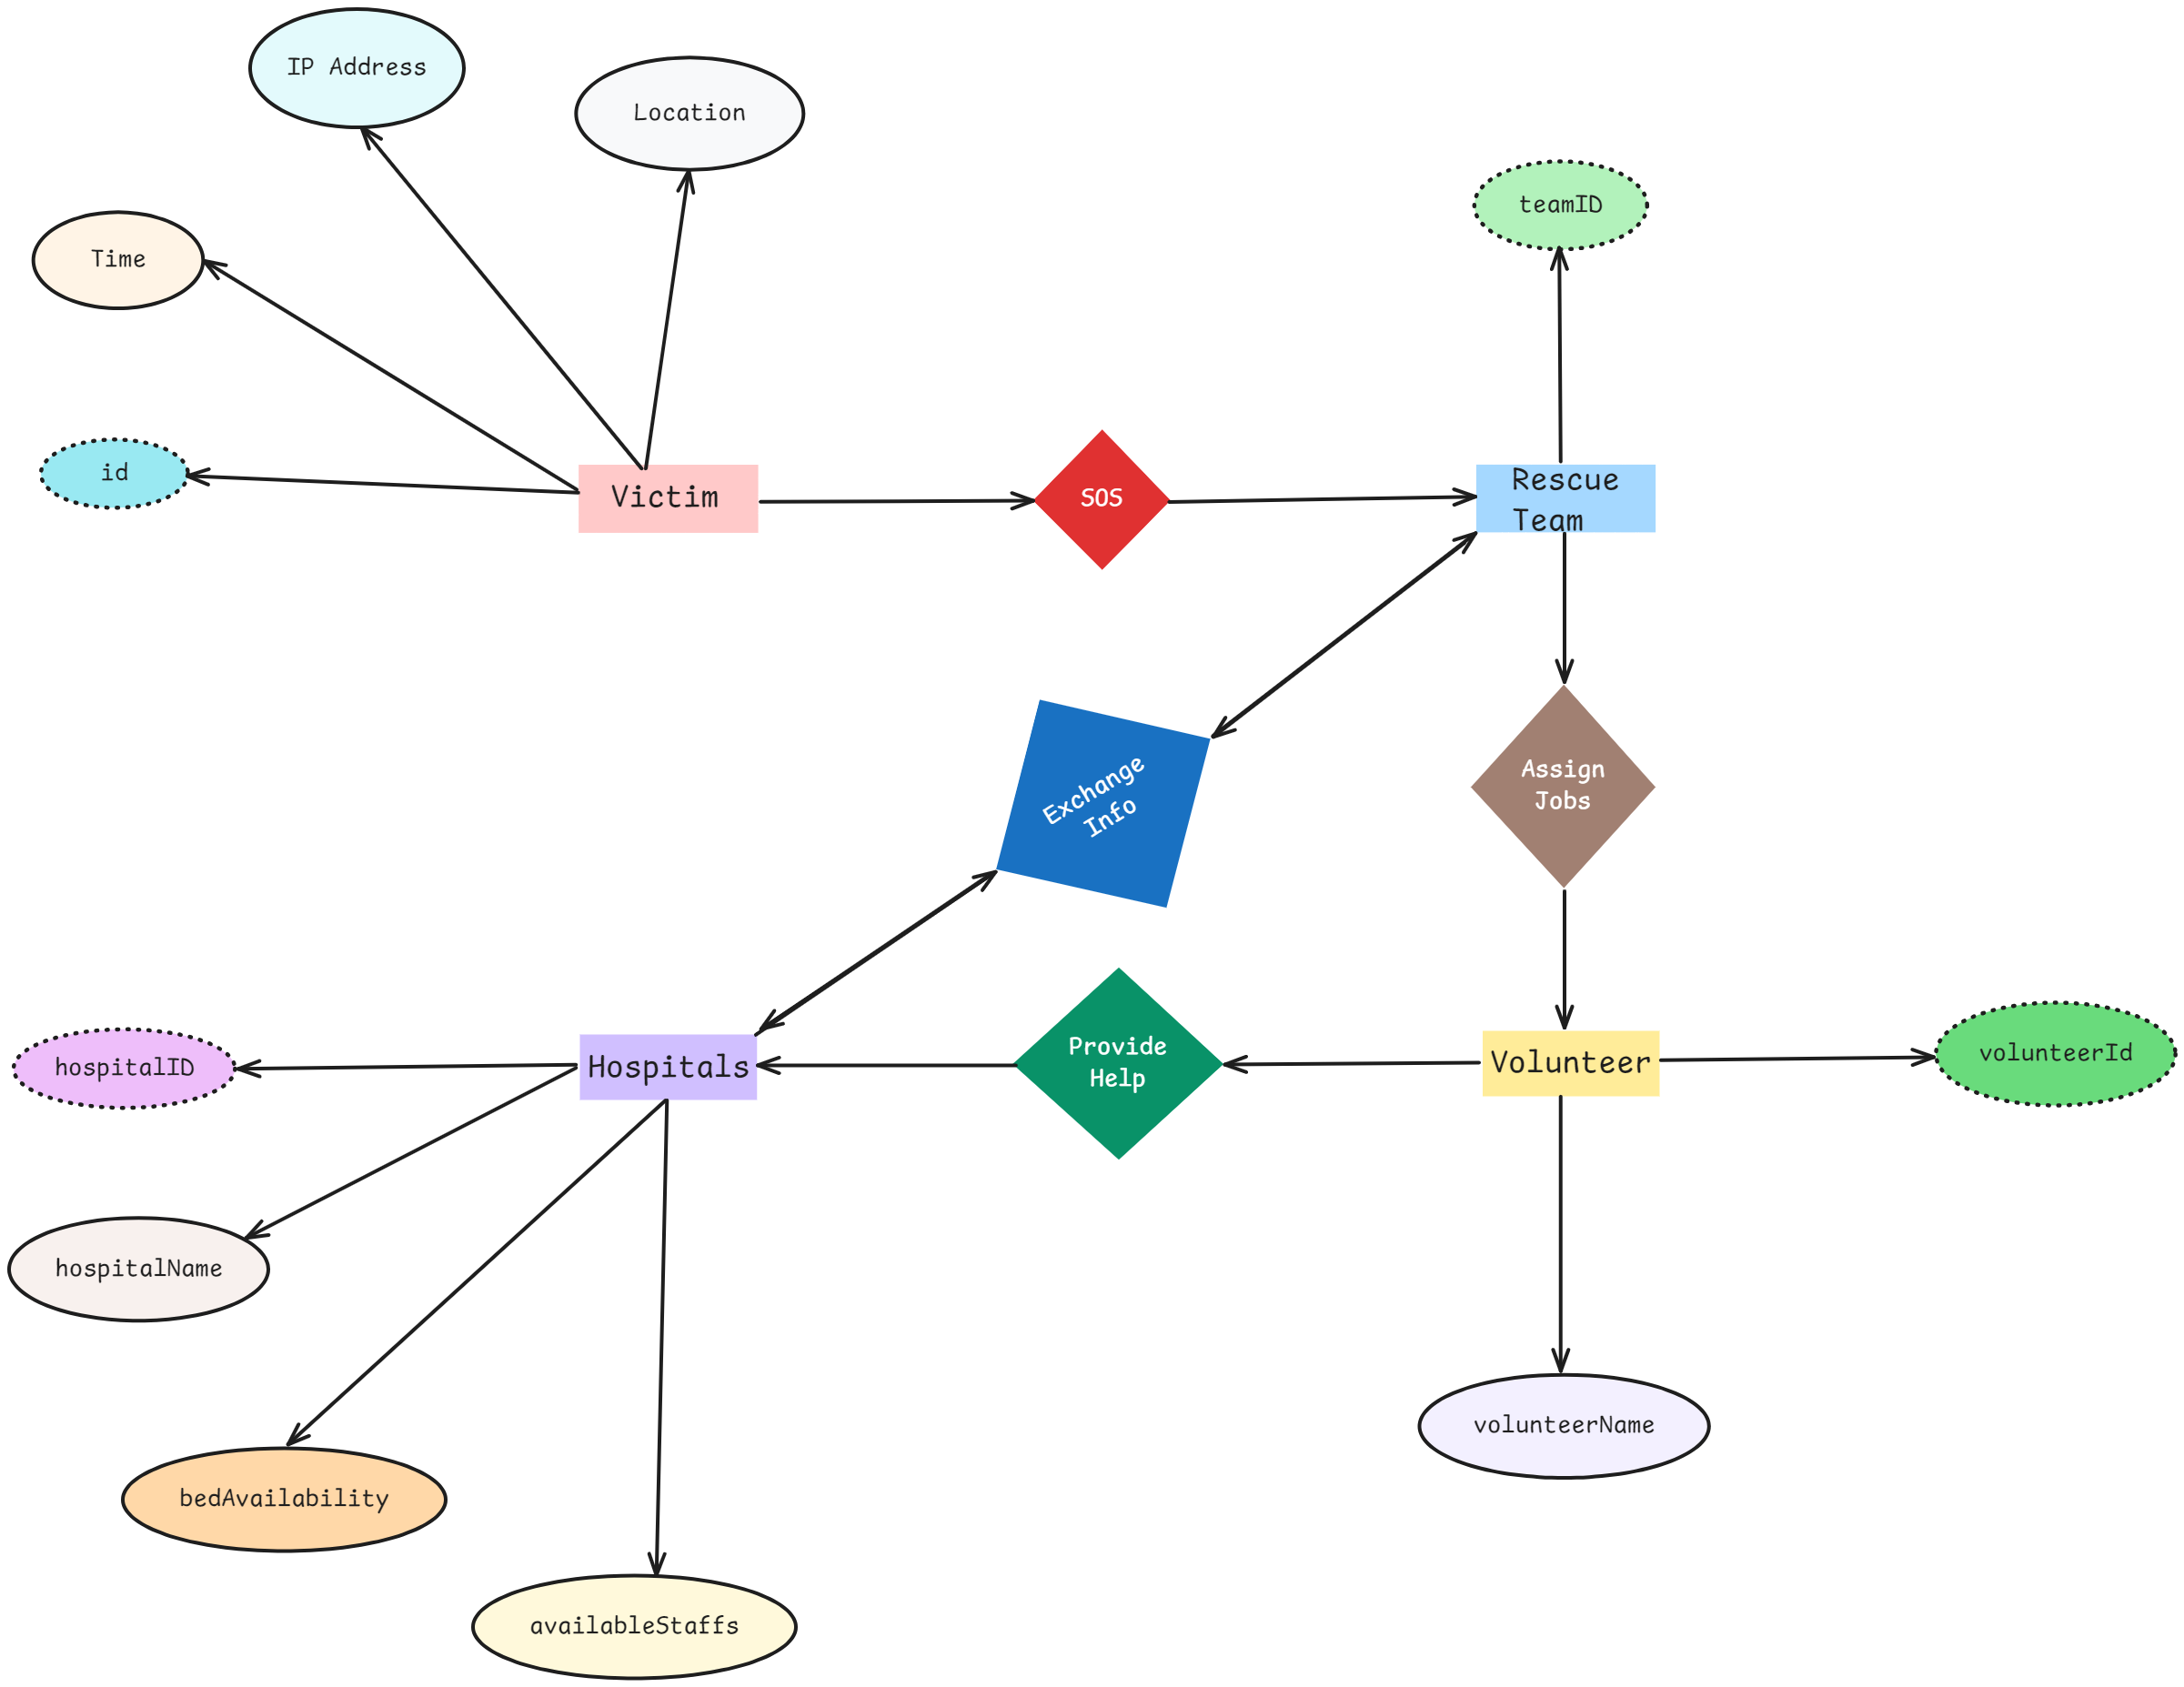 IP Address
Location
teamID
Time
id
Victim
SOS
Rescue
Team
Exchange
Info
Assign
Jobs
hospitalID
Hospitals
Provide
Help
Volunteer
volunteerId
hospitalName
volunteerName
bedAvailability
availableStaffs